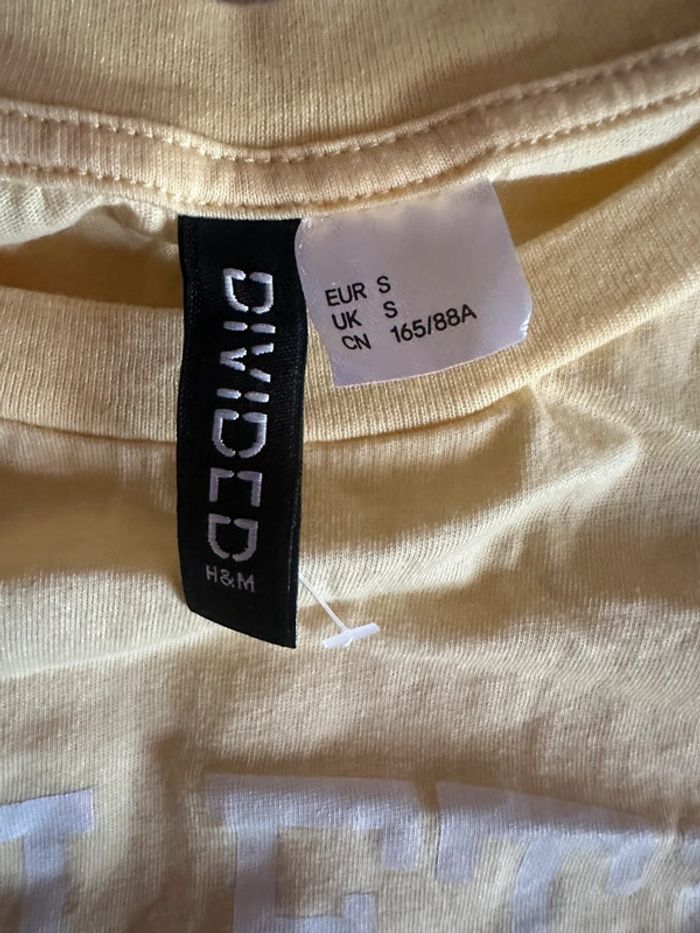 DIVIDED
H&M
EUR S
UK S
CN 165/88A